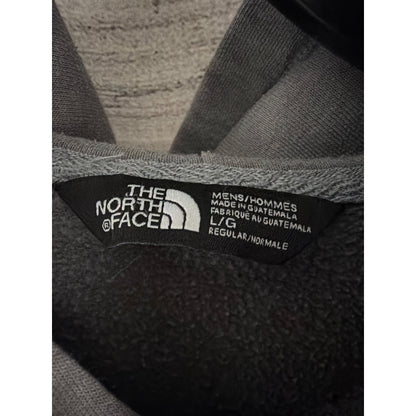 THE
NORTH
®FACE
MENS/HOMMES
MADE IN GUATEMALA
FABRIQUE AU GUATEMALA
L/G
REGULAR/NORMALE